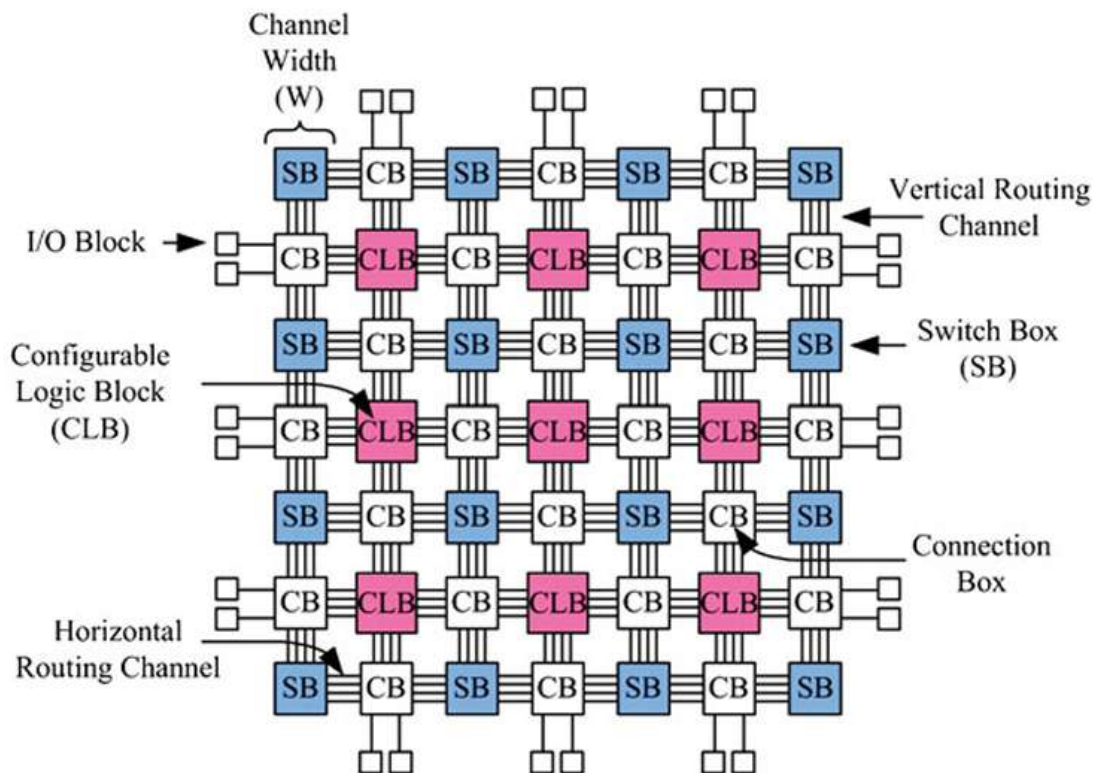 Channel
Width
(W)
SB CB SB CB SB CB SB
Vertical Routing
Channel
I/O Block
CB CLB CB CLB CB CLB CB
SB CB SB CB SB CB SB
Switch Box
(SB)
Configurable
Logic Block
(CLB)
CB CLB CB CLB CB CLB CB
SB CB SB CB SB CB SB
Connection
Box
CB CLB CB CLB CB CLB CB
Horizontal
Routing Channel
SB CB SB CB SB CB SB